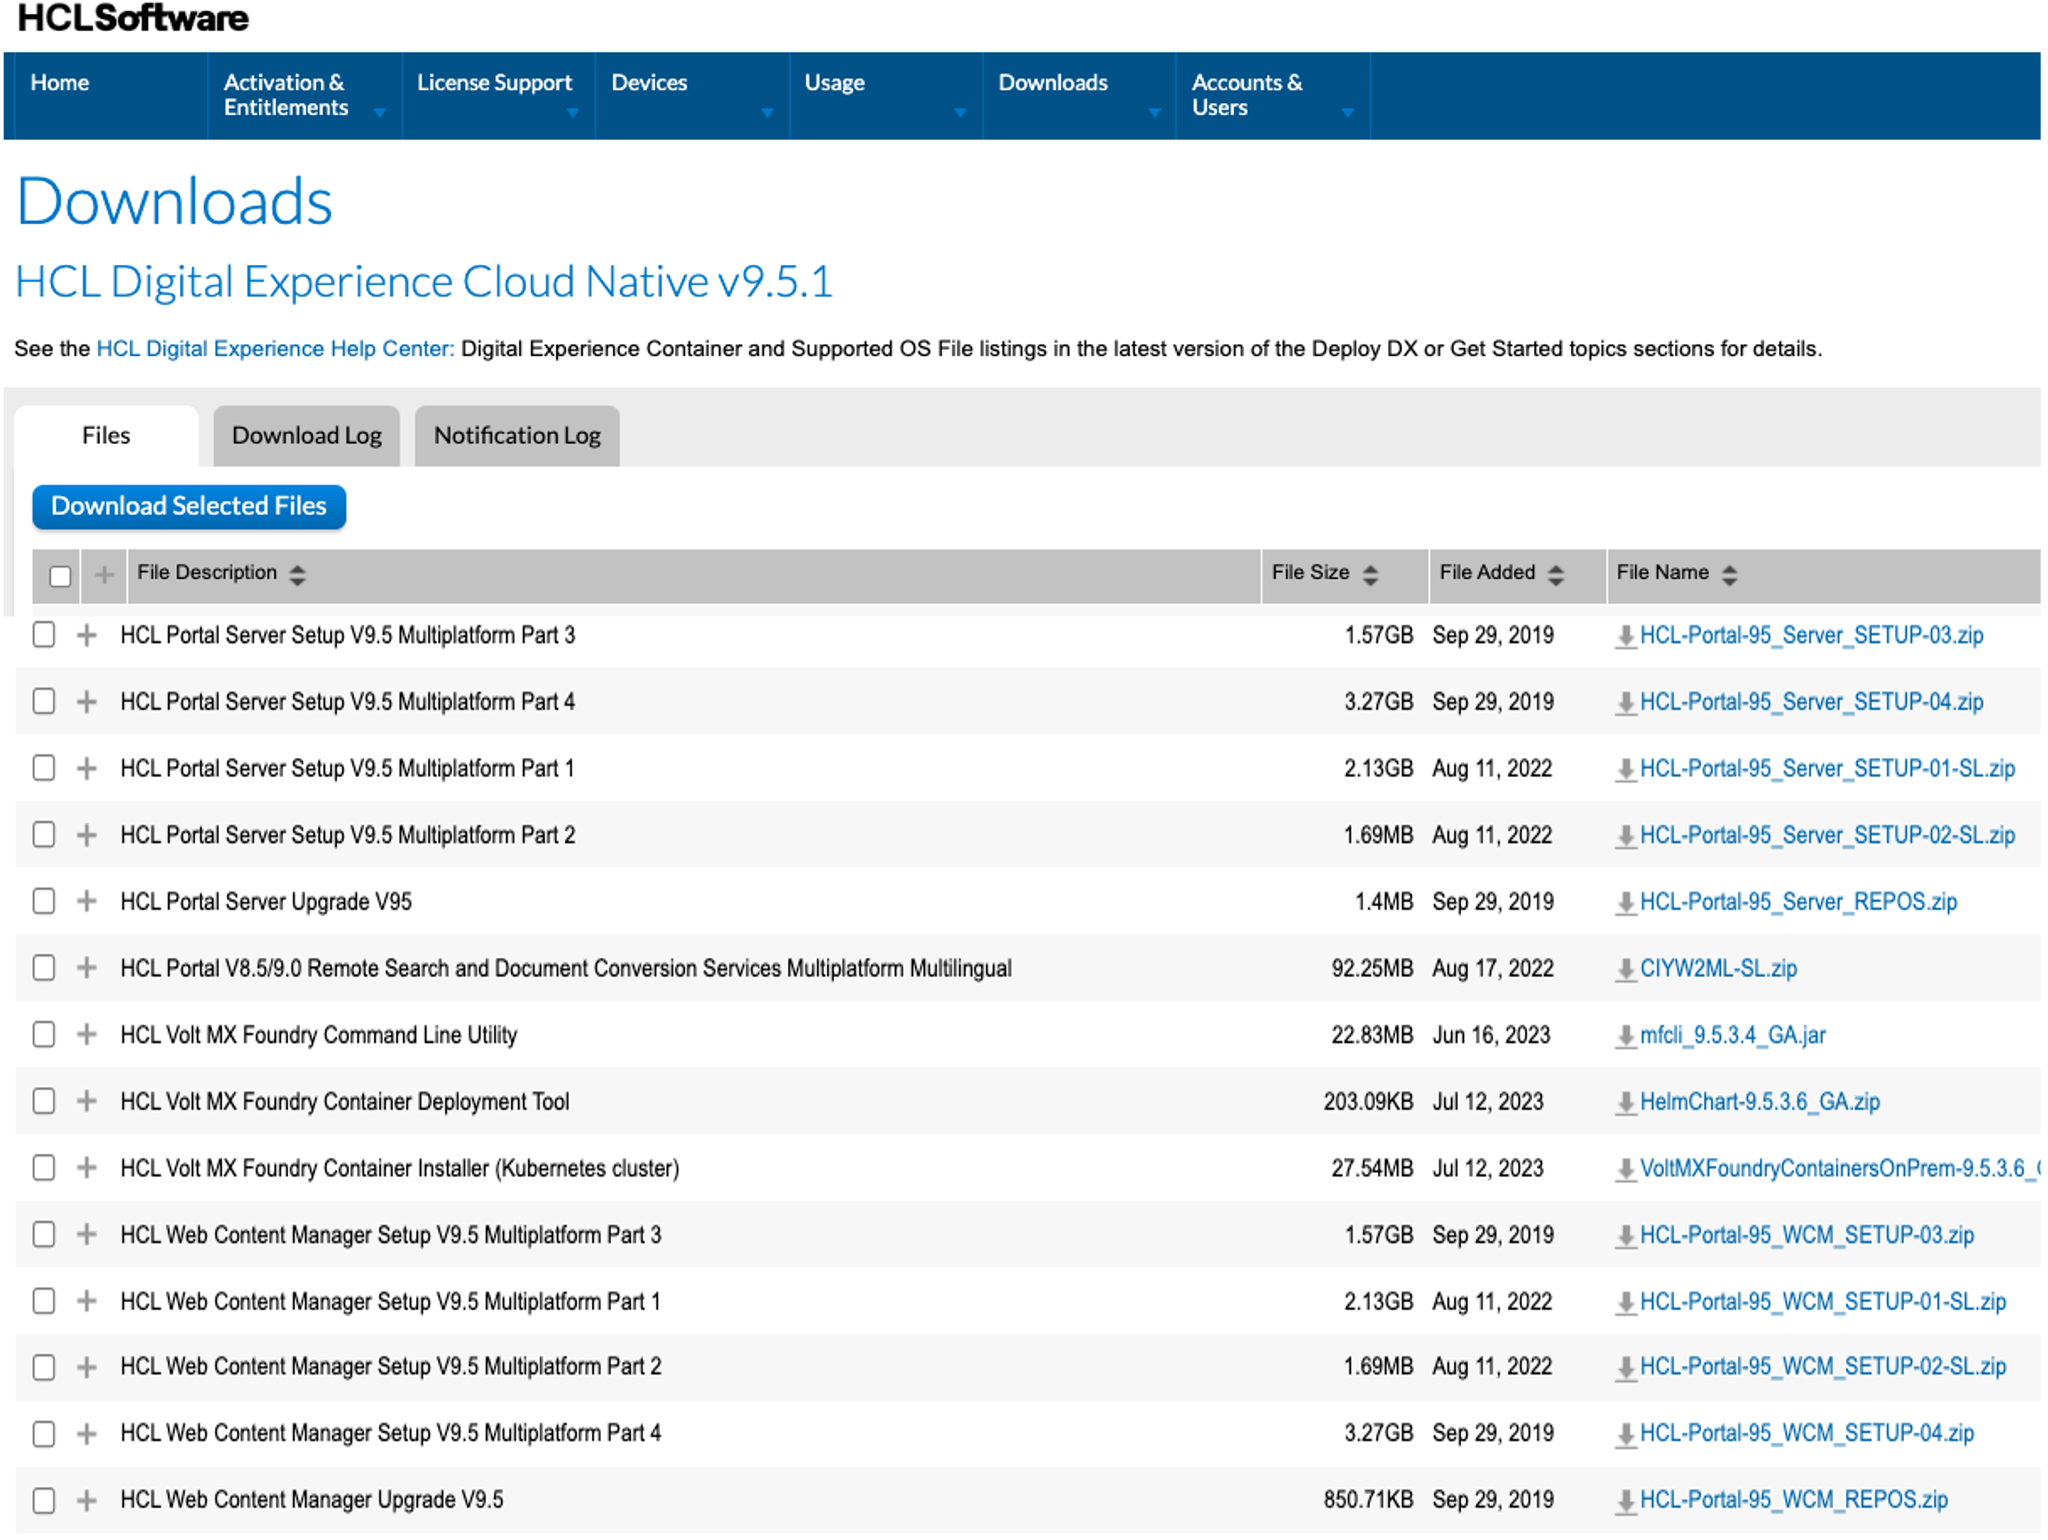 HCLSoftware
Home
Activation & Entitlements
License Support
Devices
Usage
Downloads
Accounts & Users
Downloads
HCL Digital Experience Cloud Native v9.5.1
See the HCL Digital Experience Help Center: Digital Experience Container and Supported OS File listings in the latest version of the Deploy DX or Get Started topics sections for details.
Files
Download Log
Notification Log
Download Selected Files
File Description File Size File Added File Name
HCL Portal Server Setup V9.5 Multiplatform Part 3 1.57GB Sep 29, 2019 HCL-Portal-95_Server_SETUP-03.zip
HCL Portal Server Setup V9.5 Multiplatform Part 4 3.27GB Sep 29, 2019 HCL-Portal-95_Server_SETUP-04.zip
HCL Portal Server Setup V9.5 Multiplatform Part 1 2.13GB Aug 11, 2022 HCL-Portal-95_Server_SETUP-01-SL.zip
HCL Portal Server Setup V9.5 Multiplatform Part 2 1.69MB Aug 11, 2022 HCL-Portal-95_Server_SETUP-02-SL.zip
HCL Portal Server Upgrade V95 1.4MB Sep 29, 2019 HCL-Portal-95_Server_REPOS.zip
HCL Portal V8.5/9.0 Remote Search and Document Conversion Services Multiplatform Multilingual 92.25MB Aug 17, 2022 CIYW2ML-SL.zip
HCL Volt MX Foundry Command Line Utility 22.83MB Jun 16, 2023 mfcli_9.5.3.4_GA.jar
HCL Volt MX Foundry Container Deployment Tool 203.09KB Jul 12, 2023 HelmChart-9.5.3.6_GA.zip
HCL Volt MX Foundry Container Installer (Kubernetes cluster) 27.54MB Jul 12, 2023 VoltMXFoundryContainersOnPrem-9.5.3.6_
HCL Web Content Manager Setup V9.5 Multiplatform Part 3 1.57GB Sep 29, 2019 HCL-Portal-95_WCM_SETUP-03.zip
HCL Web Content Manager Setup V9.5 Multiplatform Part 1 2.13GB Aug 11, 2022 HCL-Portal-95_WCM_SETUP-01-SL.zip
HCL Web Content Manager Setup V9.5 Multiplatform Part 2 1.69MB Aug 11, 2022 HCL-Portal-95_WCM_SETUP-02-SL.zip
HCL Web Content Manager Setup V9.5 Multiplatform Part 4 3.27GB Sep 29, 2019 HCL-Portal-95_WCM_SETUP-04.zip
HCL Web Content Manager Upgrade V9.5 850.71KB Sep 29, 2019 HCL-Portal-95_WCM_REPOS.zip